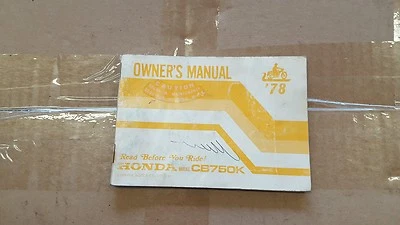 OWNER'S MANUAL
'78
Read Before You Ride!
HONDA CB750K